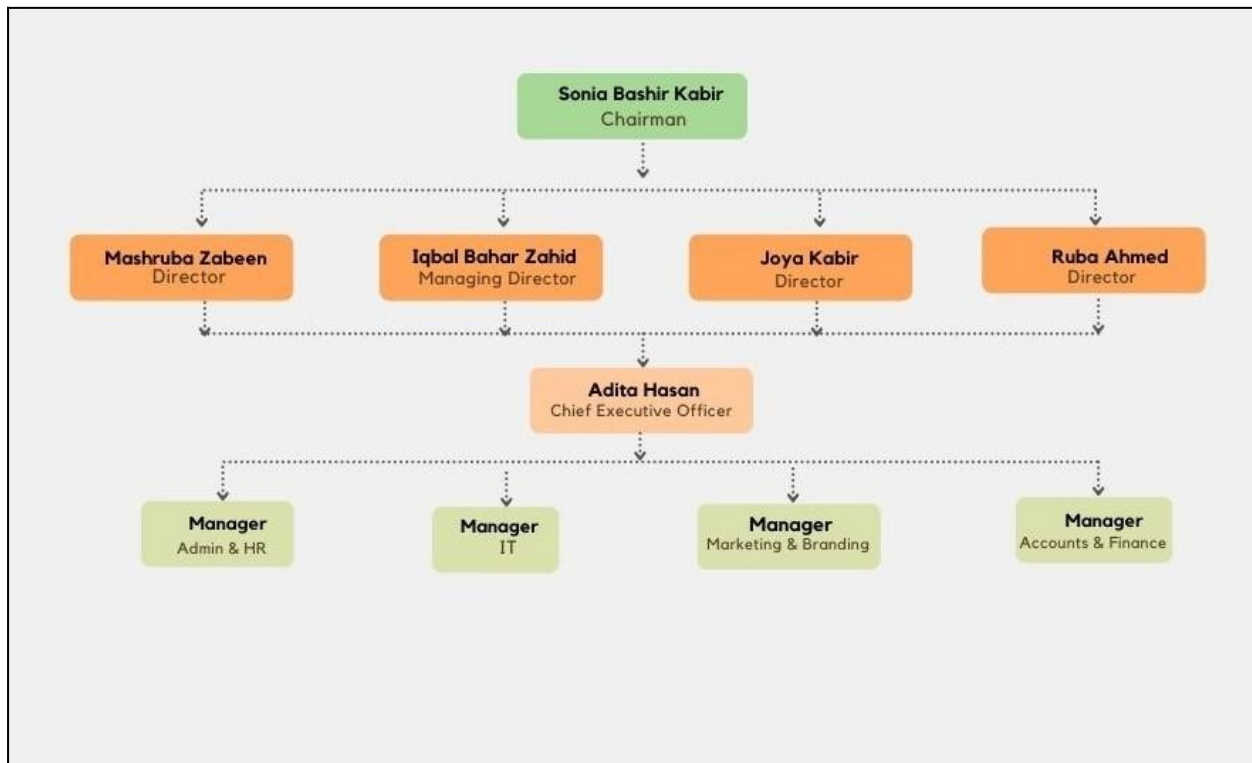 Sonia Bashir Kabir
Chairman
Mashruba Zabeen
Director
Iqbal Bahar Zahid
Managing Director
Joya Kabir
Director
Ruba Ahmed
Director
Adita Hasan
Chief Executive Officer
Manager
Admin & HR
Manager
IT
Manager
Marketing & Branding
Manager
Accounts & Finance